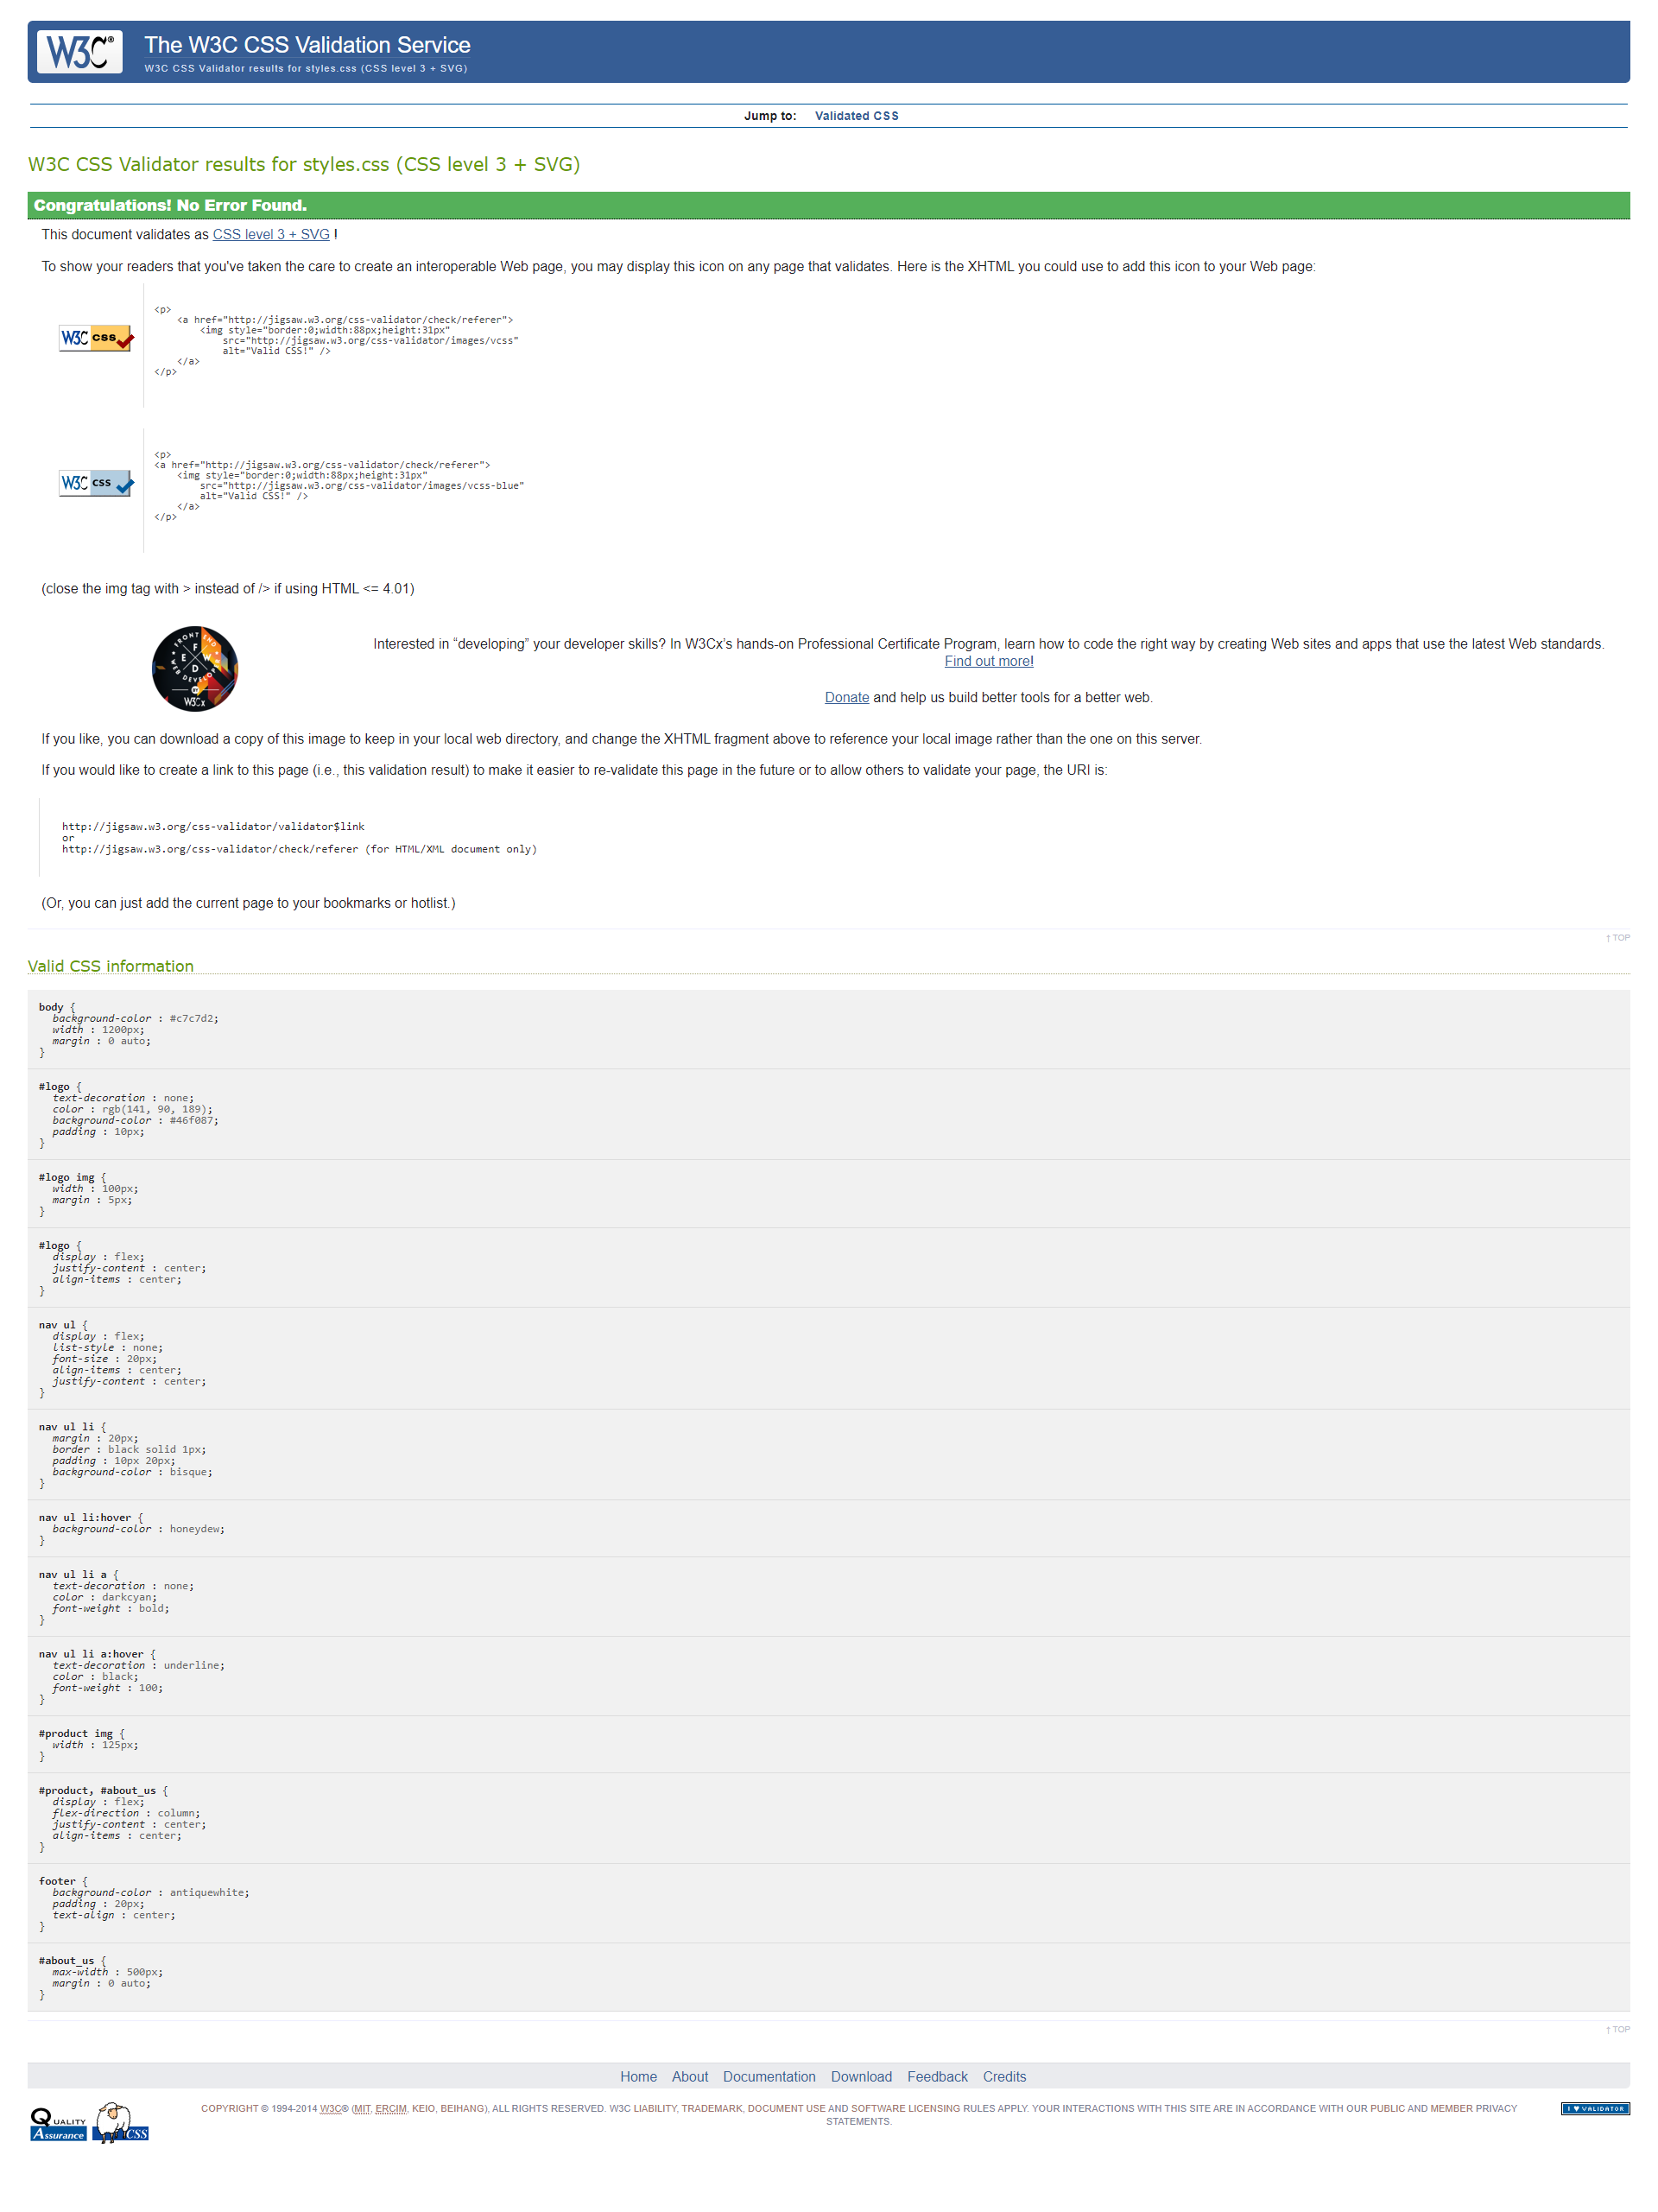 W3C®
The W3C CSS Validation Service
W3C CSS Validator results for styles.css (CSS level 3 + SVG)
Jump to: Validated CSS
W3C CSS Validator results for styles.css (CSS level 3 + SVG)
Congratulations! No Error Found.
This document validates as CSS level 3 + SVG !
To show your readers that you've taken the care to create an interoperable Web page, you may display this icon on any page that validates. Here is the XHTML you could use to add this icon to your Web page:
W3C css
<p>
<a href="http://jigsaw.w3.org/css-validator/check/referer">
<img style="border:0;width:88px;height:31px"
src="http://jigsaw.w3.org/css-validator/images/vcss"
alt="Valid CSS!" />
</a>
</p>
W3C css
<p>
<a href="http://jigsaw.w3.org/css-validator/check/referer">
<img style="border:0;width:88px;height:31px"
src="http://jigsaw.w3.org/css-validator/images/vcss-blue"
alt="Valid CSS!" />
</a>
</p>
(close the img tag with > instead of /> if using HTML <= 4.01)
FRONT END
F
E W
D
WEB DEVELOPER
BY
W3Cx
Interested in “developing” your developer skills? In W3Cx’s hands-on Professional Certificate Program, learn how to code the right way by creating Web sites and apps that use the latest Web standards.
Find out more!
Donate and help us build better tools for a better web.
If you like, you can download a copy of this image to keep in your local web directory, and change the XHTML fragment above to reference your local image rather than the one on this server.
If you would like to create a link to this page (i.e., this validation result) to make it easier to re-validate this page in the future or to allow others to validate your page, the URI is:
http://jigsaw.w3.org/css-validator/validator$link
or
http://jigsaw.w3.org/css-validator/check/referer (for HTML/XML document only)
(Or, you can just add the current page to your bookmarks or hotlist.)
↑ TOP
Valid CSS information
body {
background-color : #c7c7d2;
width : 1200px;
margin : 0 auto;
}
#logo {
text-decoration : none;
color : rgb(141, 90, 189);
background-color : #46f087;
padding : 10px;
}
#logo img {
width : 100px;
margin : 5px;
}
#logo {
display : flex;
justify-content : center;
align-items : center;
}
nav ul {
display : flex;
list-style : none;
font-size : 20px;
align-items : center;
justify-content : center;
}
nav ul li {
margin : 20px;
border : black solid 1px;
padding : 10px 20px;
background-color : bisque;
}
nav ul li:hover {
background-color : honeydew;
}
nav ul li a {
text-decoration : none;
color : darkcyan;
font-weight : bold;
}
nav ul li a:hover {
text-decoration : underline;
color : black;
font-weight : 100;
}
#product img {
width : 125px;
}
#product, #about_us {
display : flex;
flex-direction : column;
justify-content : center;
align-items : center;
}
footer {
background-color : antiquewhite;
padding : 20px;
text-align : center;
}
#about_us {
max-width : 500px;
margin : 0 auto;
}
↑ TOP
Home About Documentation Download Feedback Credits
QUALITY
Assurance
CSS
COPYRIGHT © 1994-2014 W3C® (MIT, ERCIM, KEIO, BEIHANG), ALL RIGHTS RESERVED. W3C LIABILITY, TRADEMARK, DOCUMENT USE AND SOFTWARE LICENSING RULES APPLY. YOUR INTERACTIONS WITH THIS SITE ARE IN ACCORDANCE WITH OUR PUBLIC AND MEMBER PRIVACY
STATEMENTS.
I ♥ VALIDATOR